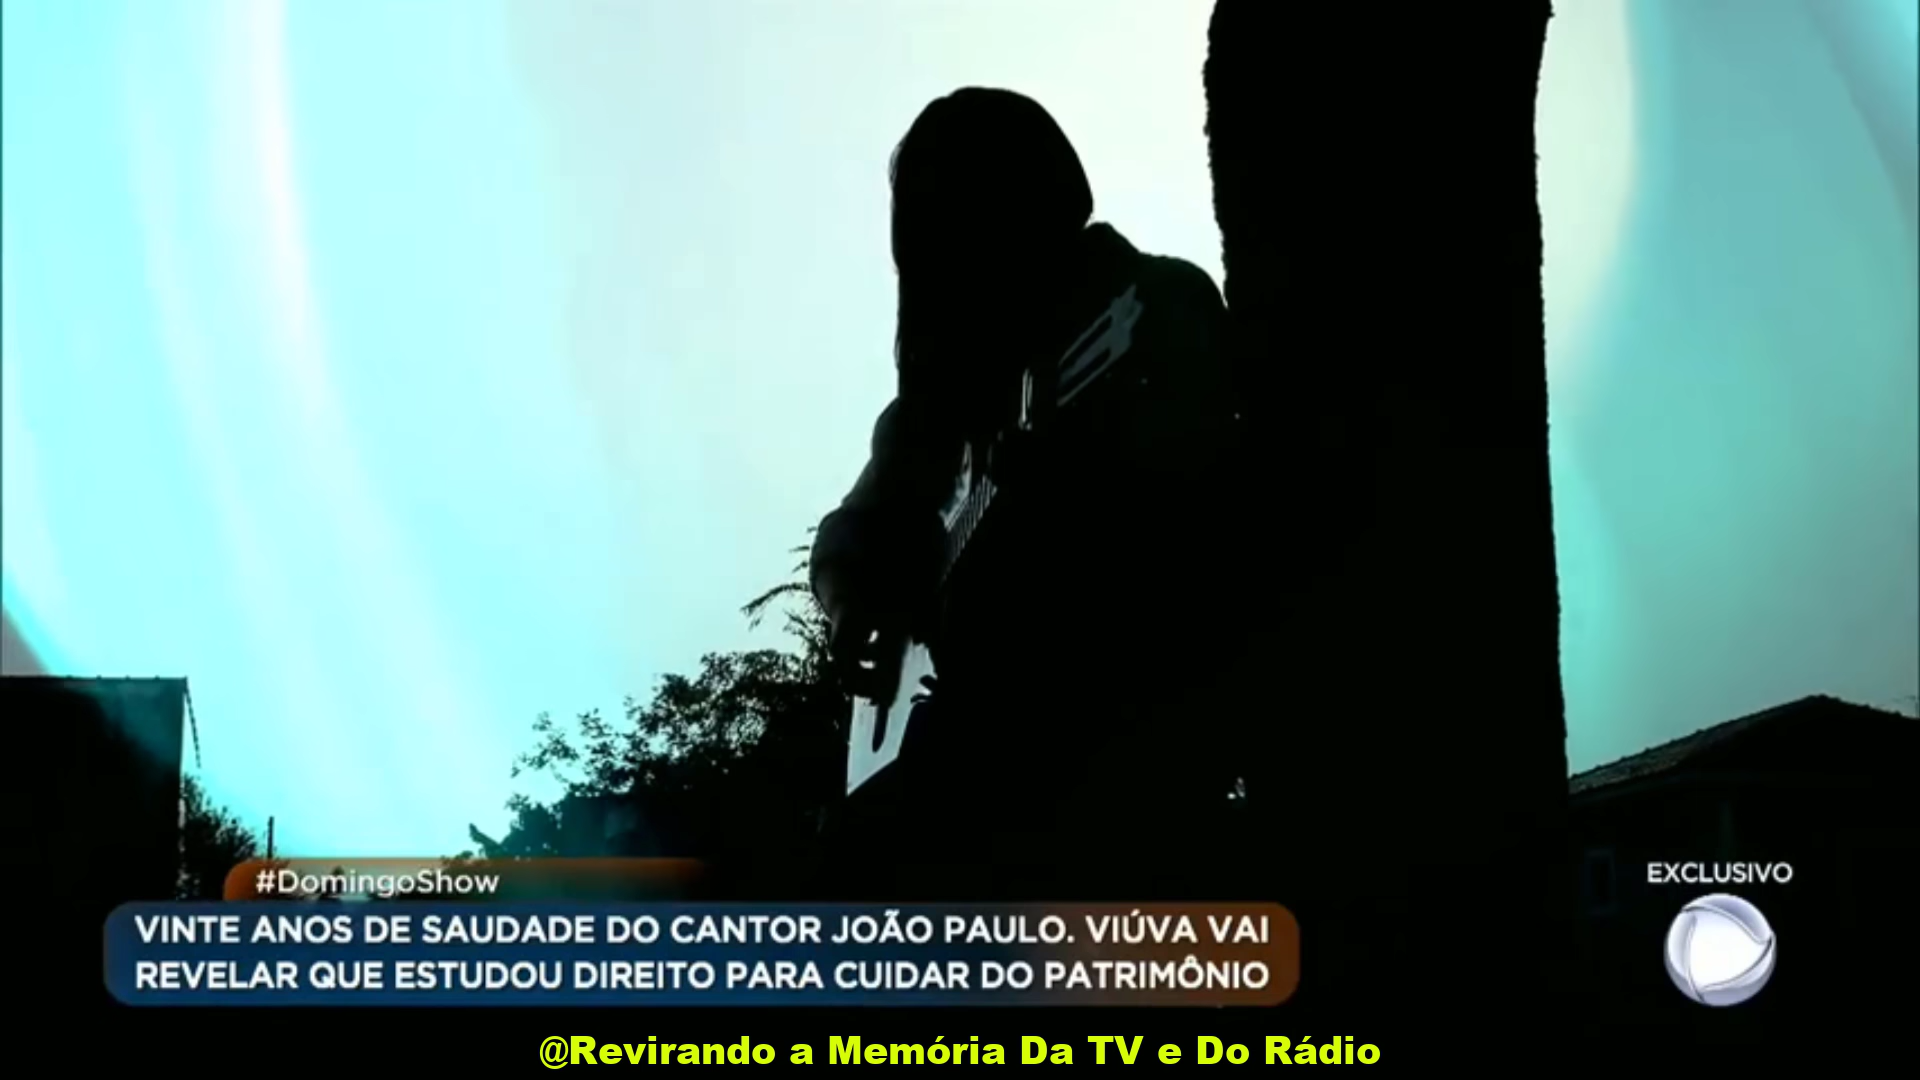 #DomingoShow
EXCLUSIVO
VINTE ANOS DE SAUDADE DO CANTOR JOÃO PAULO. VIÚVA VAI
REVELAR QUE ESTUDOU DIREITO PARA CUIDAR DO PATRIMÔNIO
@Revirando a Memória Da TV e Do Rádio